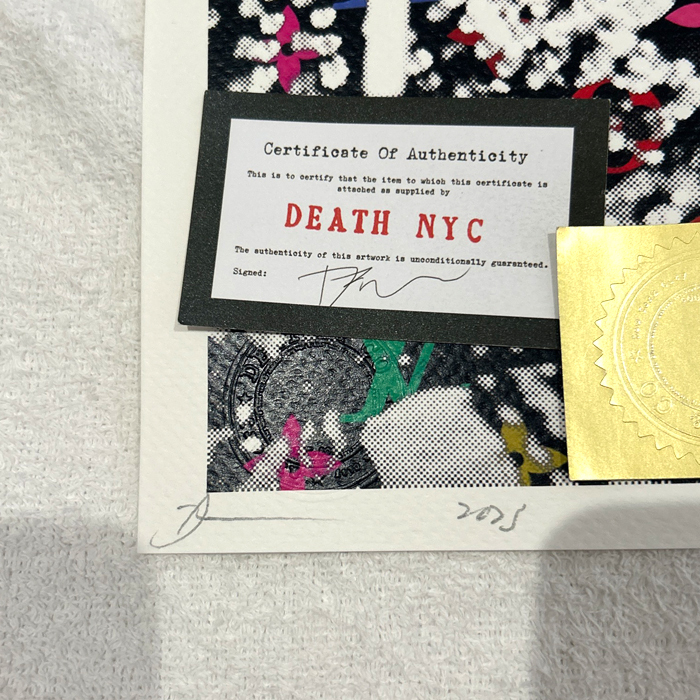 Certificate Of Authenticity
This is to certify that the item to which this certificate is
attached as supplied by
DEATH NYC
The authenticity of this artwork is unconditionally guaranteed.
Signed:
2025